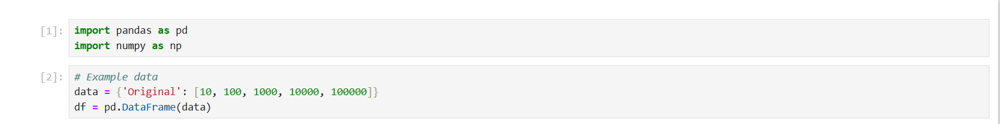 [1]: import pandas as pd
import numpy as np
[2]: # Example data
data = {'Original': [10, 100, 1000, 10000, 100000]}
df = pd.DataFrame(data)